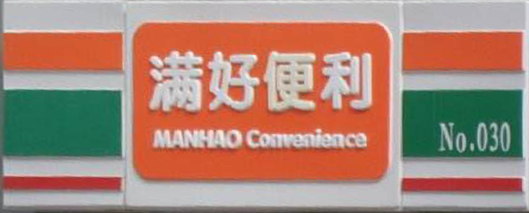 满好便利
MANHAO Convenience
No.030